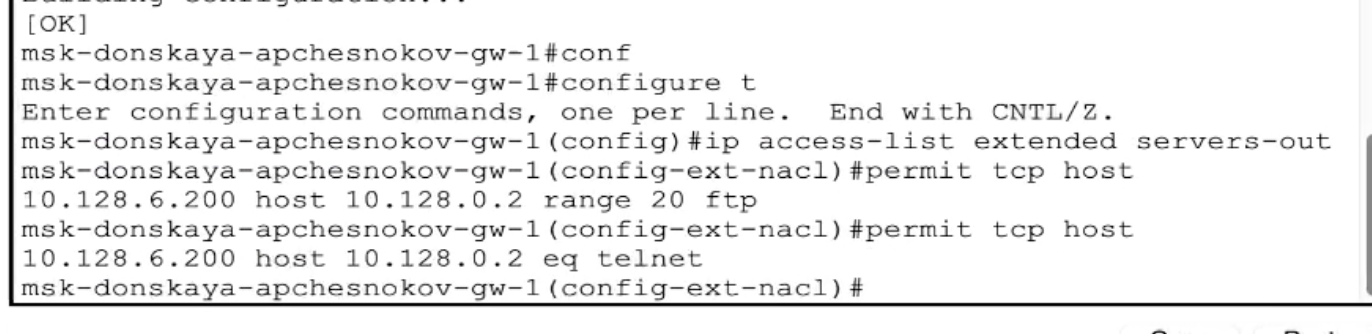 [OK]
msk-donskaya-apchesnokov-gw-1#conf
msk-donskaya-apchesnokov-gw-1#configure t
Enter configuration commands, one per line.  End with CNTL/Z.
msk-donskaya-apchesnokov-gw-1(config)#ip access-list extended servers-out
msk-donskaya-apchesnokov-gw-1(config-ext-nacl)#permit tcp host
10.128.6.200 host 10.128.0.2 range 20 ftp
msk-donskaya-apchesnokov-gw-1(config-ext-nacl)#permit tcp host
10.128.6.200 host 10.128.0.2 eq telnet
msk-donskaya-apchesnokov-gw-1(config-ext-nacl)#